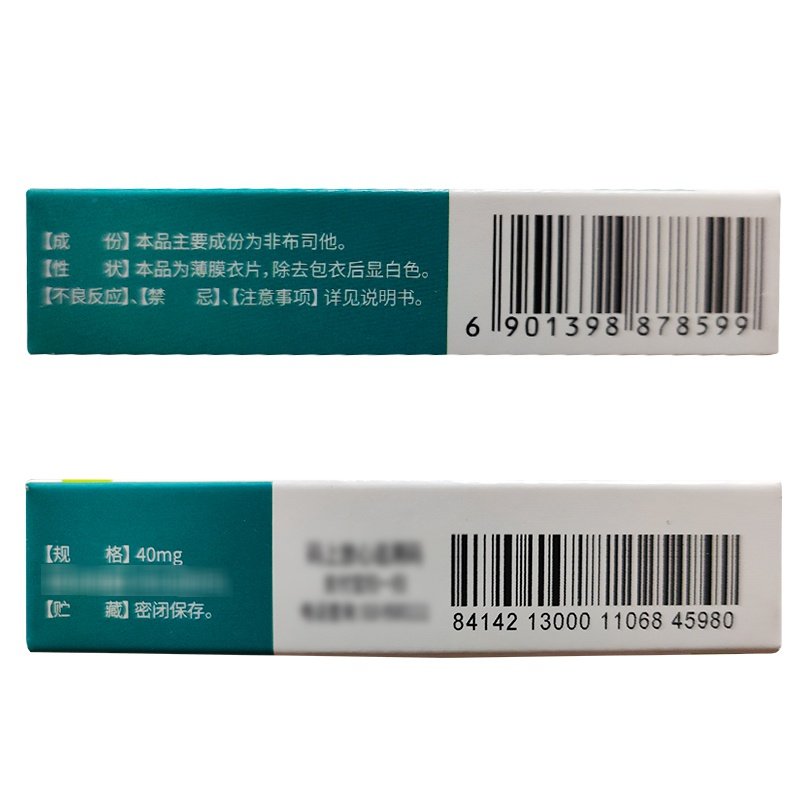 【成 份】本品主要成份为非布司他。
【性 状】本品为薄膜衣片，除去包衣后显白色。
【不良反应】、【禁 忌】、【注意事项】详见说明书。
6 901398 878599
【规 格】40mg
【贮 藏】密闭保存。
84142 13000 11068 45980